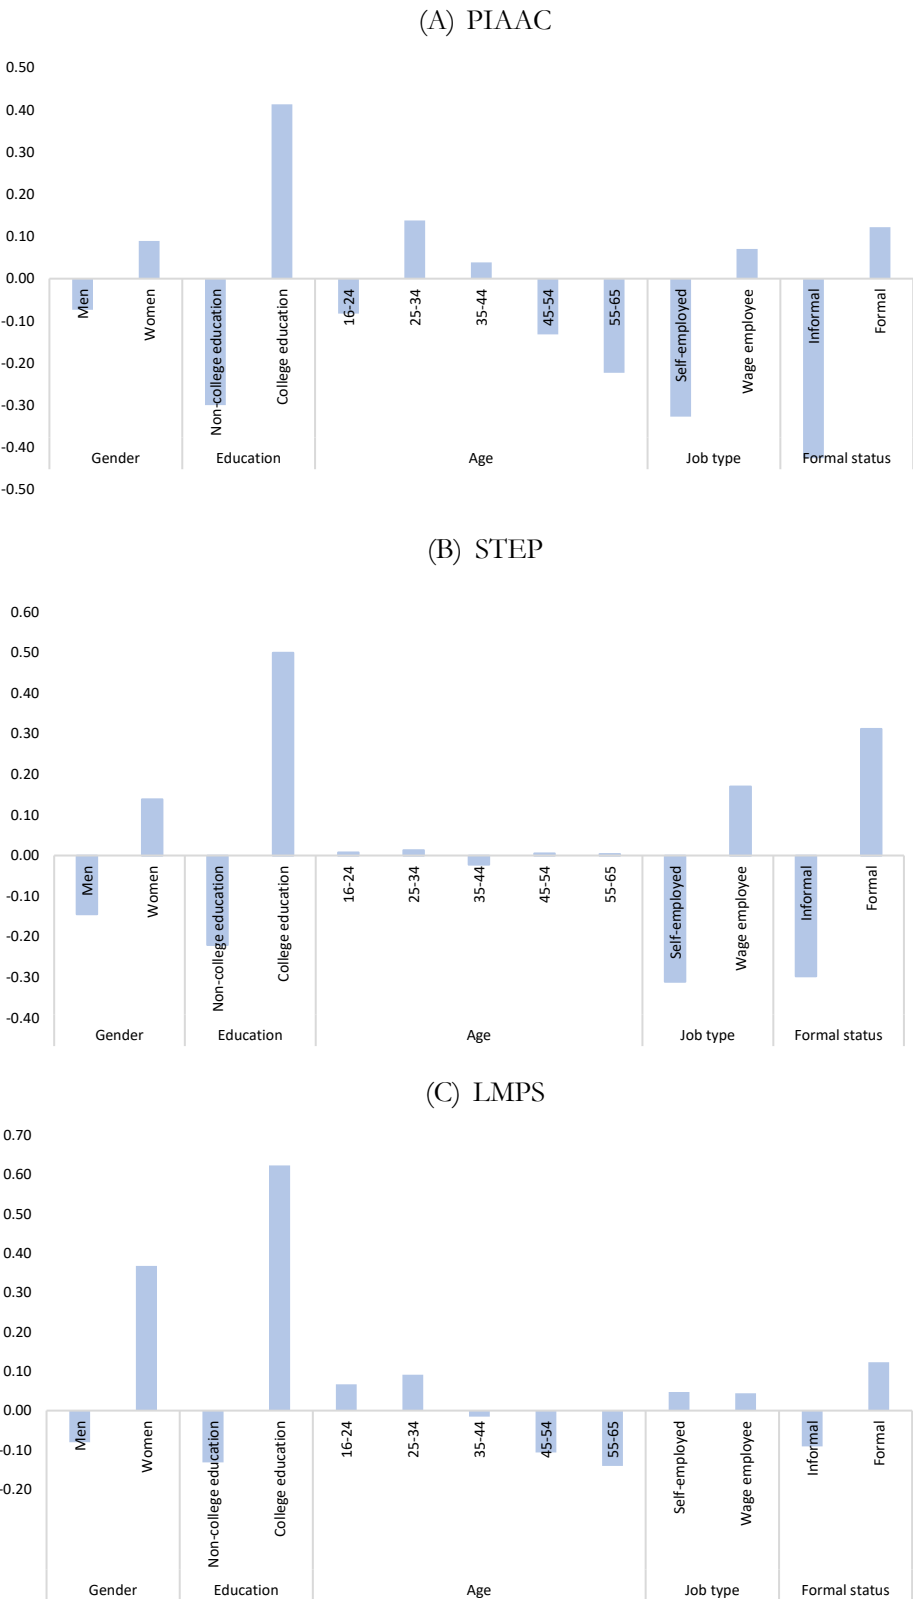 (A) PIAAC
0.50
0.40
0.30
0.20
0.10
0.00
-0.10
-0.20
-0.30
-0.40
-0.50
Men
Women
Non-college education
College education
16-24
25-34
35-44
45-54
55-65
Self-employed
Wage employee
Informal
Formal
Gender
Education
Age
Job type
Formal status
(B) STEP
0.60
0.50
0.40
0.30
0.20
0.10
0.00
-0.10
-0.20
-0.30
-0.40
Men
Women
Non-college education
College education
16-24
25-34
35-44
45-54
55-65
Self-employed
Wage employee
Informal
Formal
Gender
Education
Age
Job type
Formal status
(C) LMPS
0.70
0.60
0.50
0.40
0.30
0.20
0.10
0.00
-0.10
-0.20
Men
Women
Non-college education
College education
16-24
25-34
35-44
45-54
55-65
Self-employed
Wage employee
Informal
Formal
Gender
Education
Age
Job type
Formal status